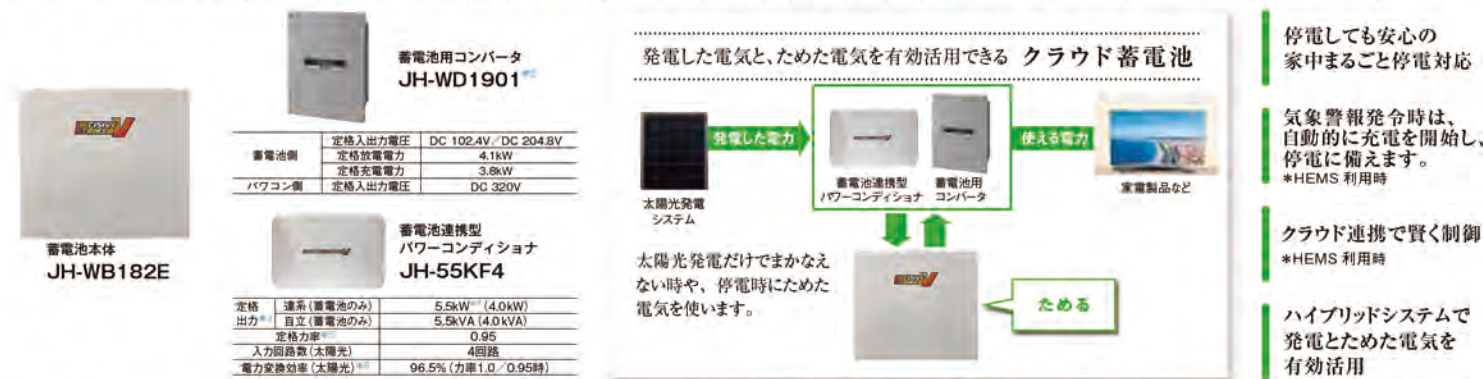 蓄電池本体
JH-WB182E
蓄電池用コンバータ
JH-WD1901
蓄電池側 定格入出力電圧 DC 102.4V／DC 204.8V
定格放電電力 4.1kW
定格充電電力 3.8kW
パワコン側 定格入出力電圧 DC 320V
蓄電池連携型
パワーコンディショナ
JH-55KF4
定格 連系（蓄電池のみ） 5.5kW (4.0kW)
出力 自立（蓄電池のみ） 5.5kVA (4.0kVA)
定格力率 0.95
入力回路数（太陽光） 4回路
電力変換効率（太陽光） 96.5%（力率1.0／0.95時）
発電した電気と、ためた電気を有効活用できる クラウド蓄電池
発電した電力
使える電力
太陽光発電
システム
蓄電池連携型
パワーコンディショナ
蓄電池用
コンバータ
家電製品など
太陽光発電だけでまかなえ
ない時や、停電時にためた
電気を使います。
ためる
停電しても安心の
家中まるごと停電対応
気象警報発令時は、
自動的に充電を開始し、
停電に備えます。
*HEMS 利用時
クラウド連携で賢く制御
*HEMS 利用時
ハイブリッドシステムで
発電とためた電気を
有効活用